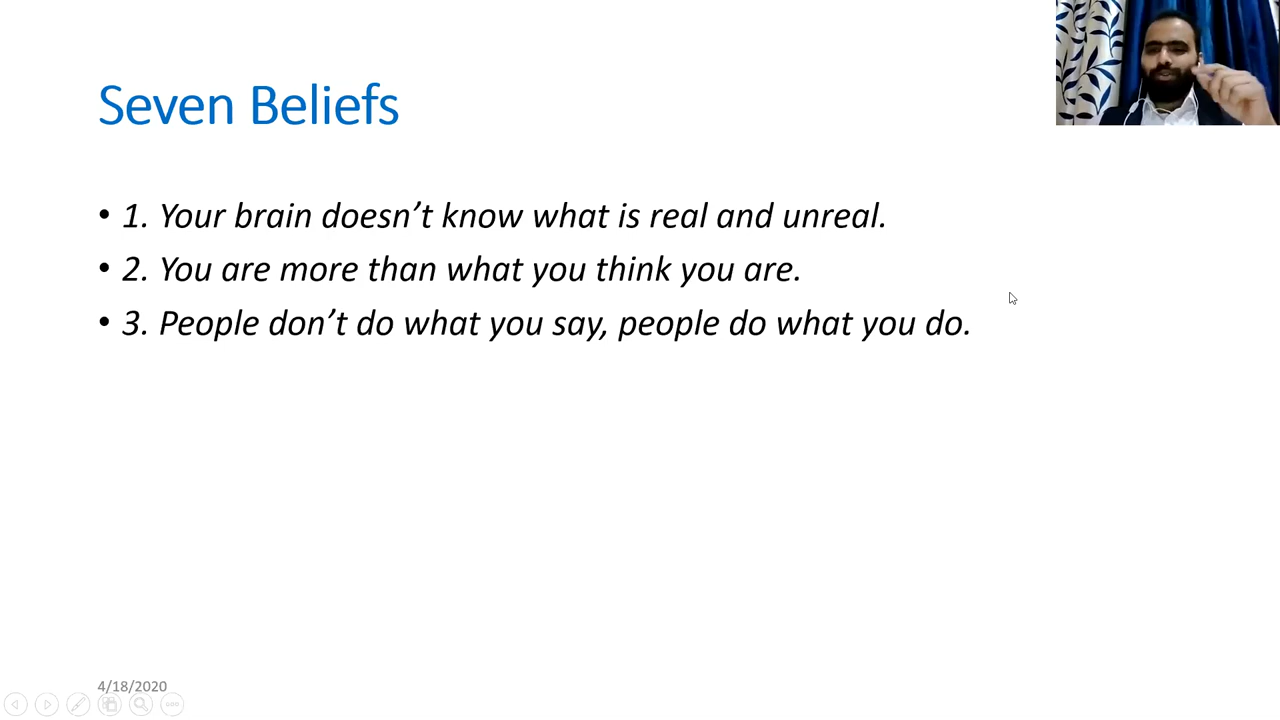 Seven Beliefs
• 1. Your brain doesn’t know what is real and unreal.
• 2. You are more than what you think you are.
• 3. People don’t do what you say, people do what you do.
4/18/2020